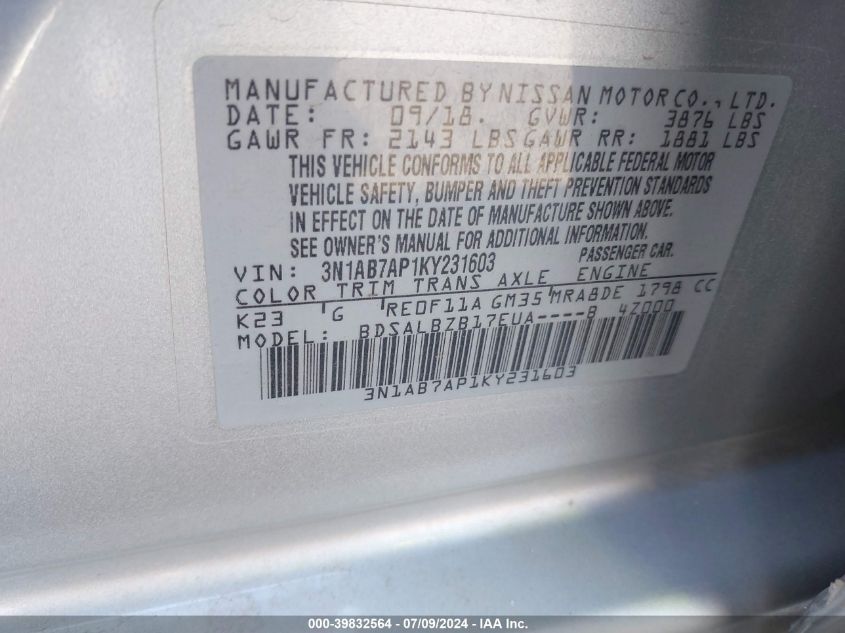 MANUFACTURED BY NISSAN MOTOR CO., LTD.
DATE: 09/18. GVWR: 3876 LBS
GAWR FR: 2143 LBS GAWR RR: 1881 LBS
THIS VEHICLE CONFORMS TO ALL APPLICABLE FEDERAL MOTOR
VEHICLE SAFETY, BUMPER AND THEFT PREVENTION STANDARDS
IN EFFECT ON THE DATE OF MANUFACTURE SHOWN ABOVE.
SEE OWNER'S MANUAL FOR ADDITIONAL INFORMATION.
VIN: 3N1AB7AP1KY231603 PASSENGER CAR.
COLOR TRIM TRANS AXLE ENGINE
K23 G RE0F11A GM35 MRA8DE 1798 CC
MODEL: BDSALBZB17EUA----B 4Z000
3N1AB7AP1KY231603
000-39832564 / 07/09/2024 - IAA Inc.